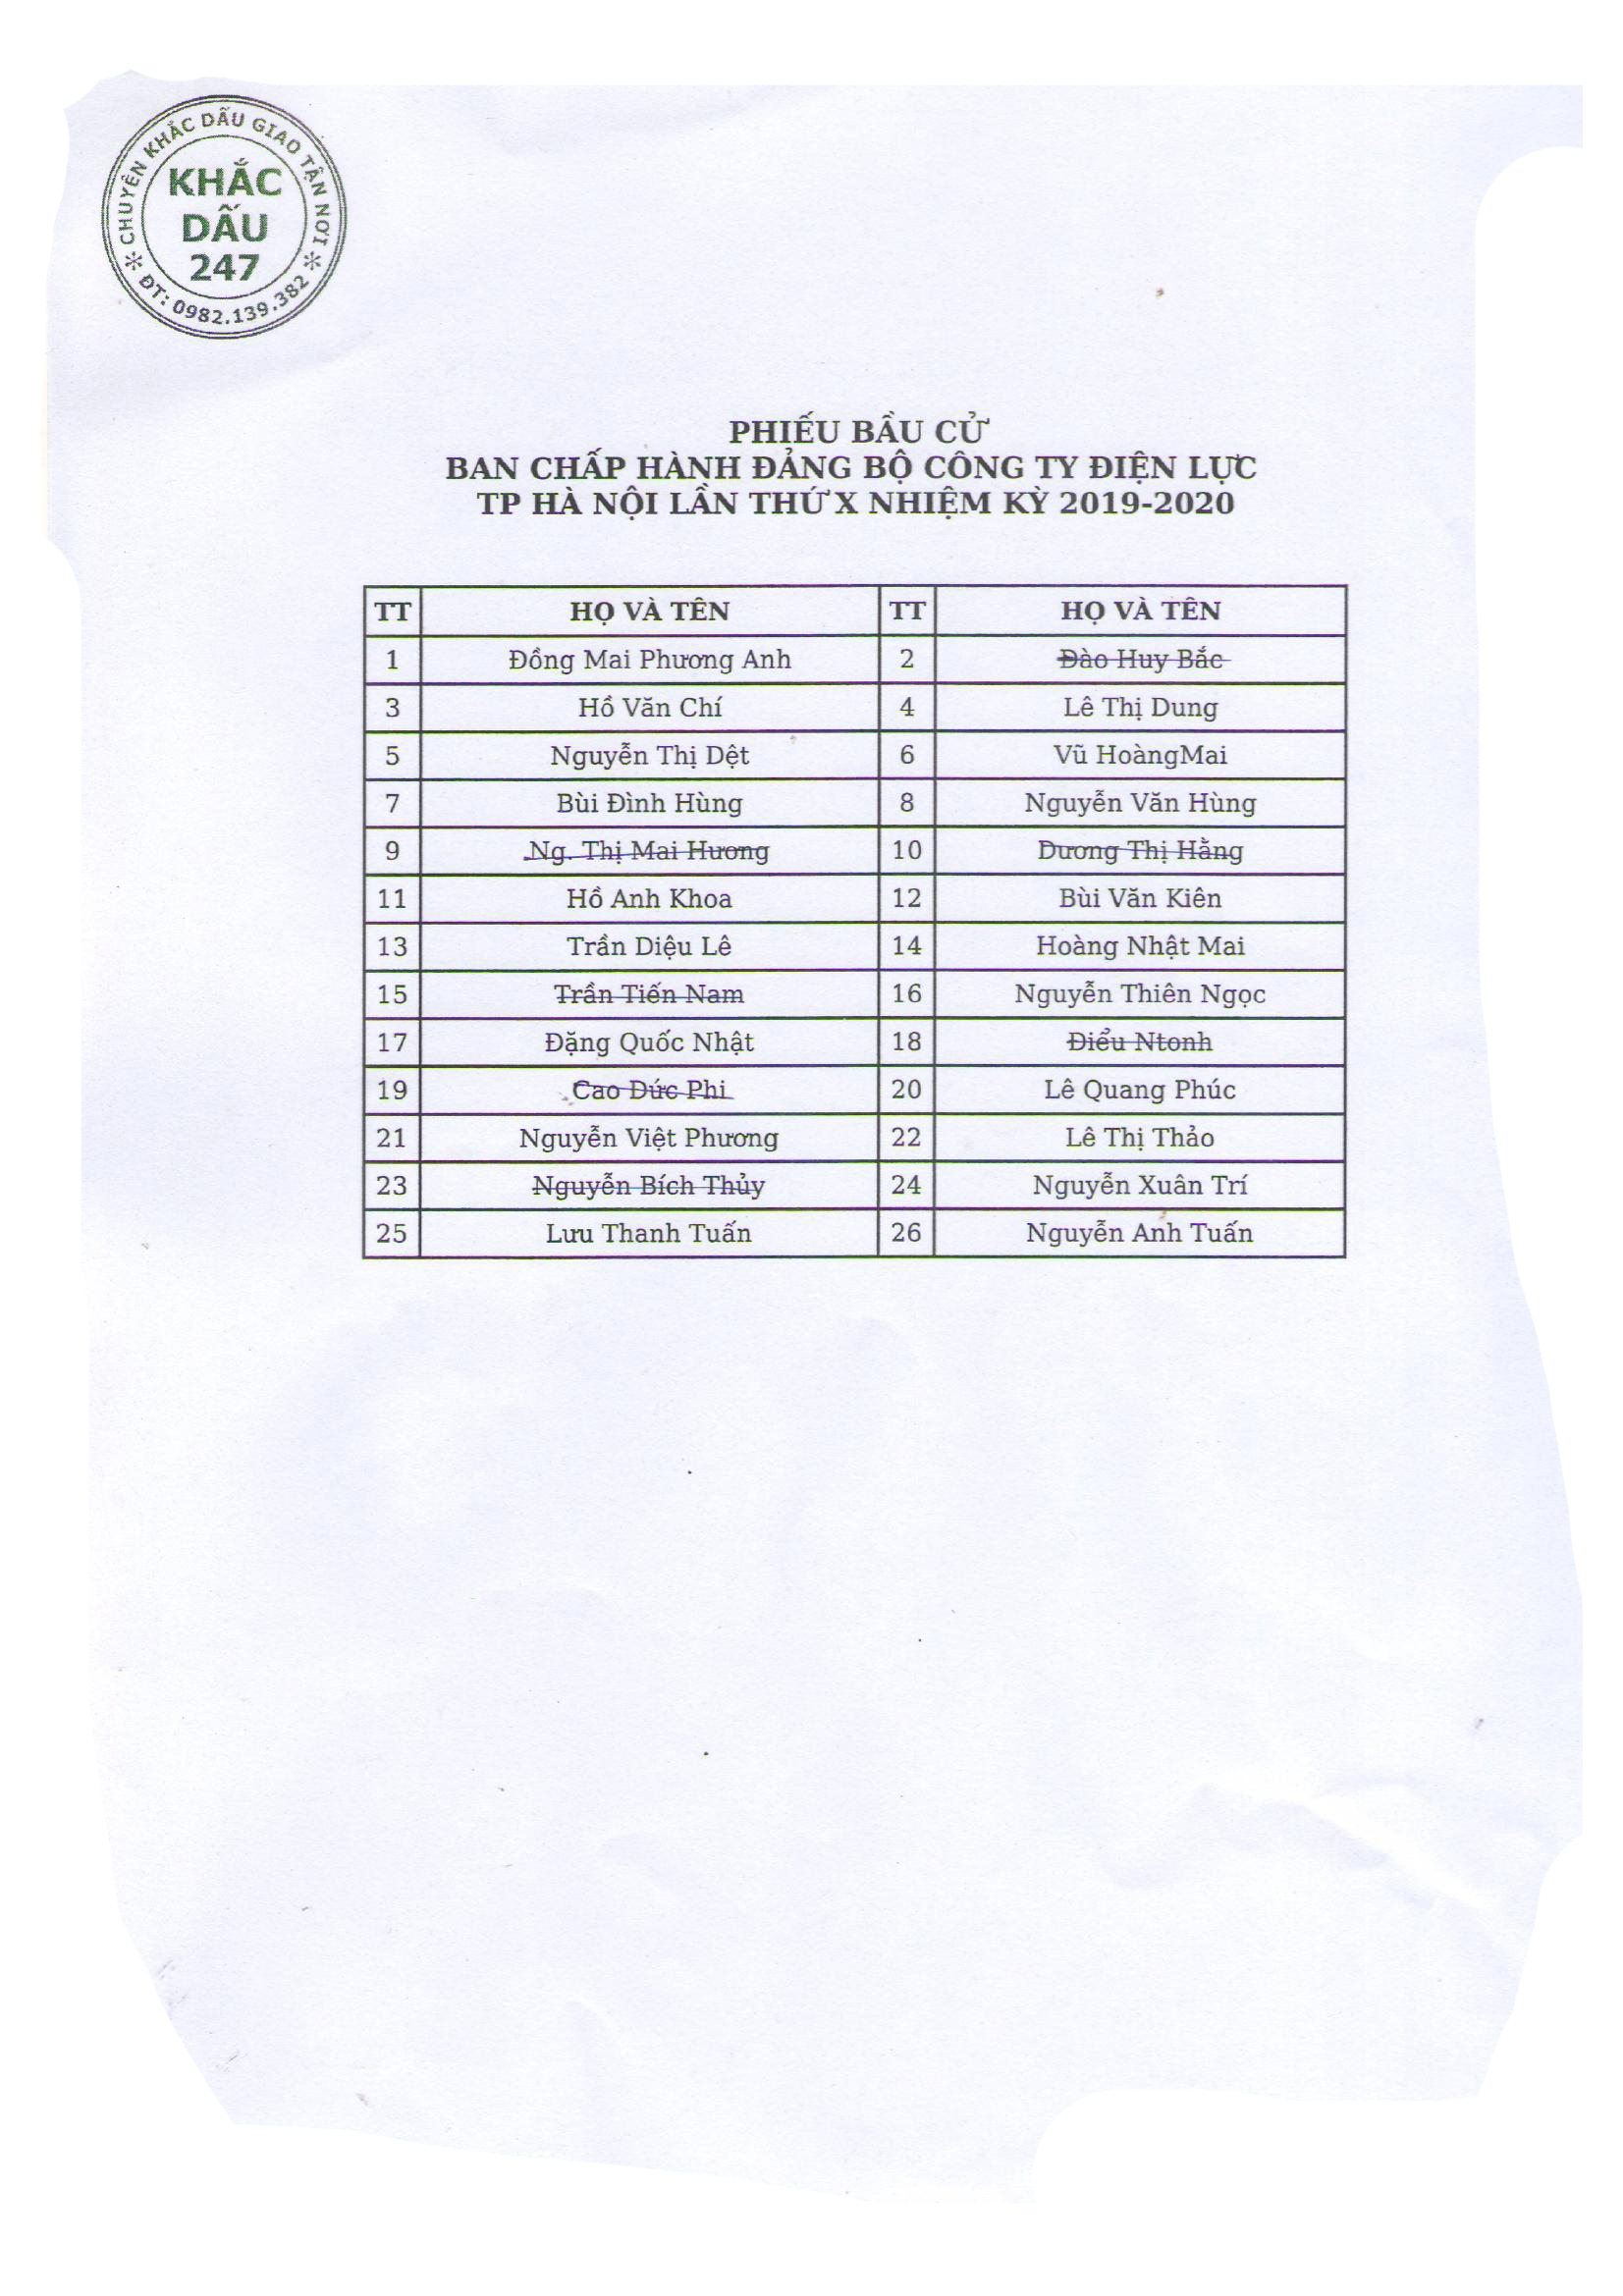 CHUYÊN KHẮC DẤU GIAO TẬN NƠI
KHẮC
DẤU
247
* ĐT: 0982.139.382 *
PHIẾU BẦU CỬ
BAN CHẤP HÀNH ĐẢNG BỘ CÔNG TY ĐIỆN LỰC
TP HÀ NỘI LẦN THỨ X NHIỆM KỲ 2019-2020
TT HỌ VÀ TÊN TT HỌ VÀ TÊN
1 Đồng Mai Phương Anh 2 Đào Huy Bắc
3 Hồ Văn Chí 4 Lê Thị Dung
5 Nguyễn Thị Dệt 6 Vũ HoàngMai
7 Bùi Đình Hùng 8 Nguyễn Văn Hùng
9 Ng. Thị Mai Hương 10 Dương Thị Hằng
11 Hồ Anh Khoa 12 Bùi Văn Kiên
13 Trần Diệu Lê 14 Hoàng Nhật Mai
15 Trần Tiến Nam 16 Nguyễn Thiên Ngọc
17 Đặng Quốc Nhật 18 Điểu Ntonh
19 Cao Đức Phi 20 Lê Quang Phúc
21 Nguyễn Việt Phương 22 Lê Thị Thảo
23 Nguyễn Bích Thủy 24 Nguyễn Xuân Trí
25 Lưu Thanh Tuấn 26 Nguyễn Anh Tuấn